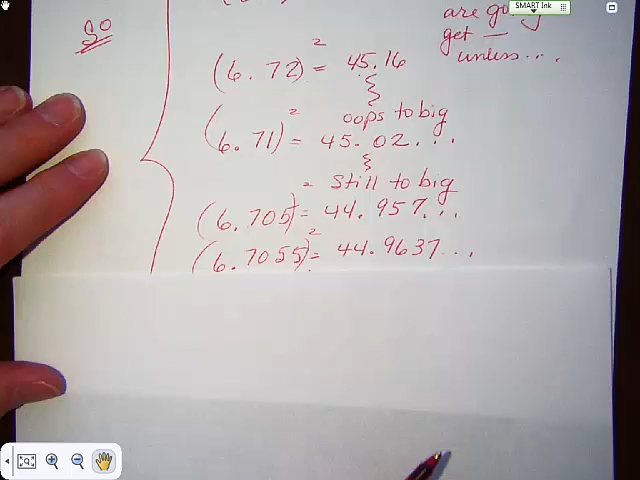 SMART Ink
are
get —
unless...
So
(6.72)² = 45.16
oops to big
(6.71)² = 45.02...
still to big
(6.705)² = 44.957...
(6.7055)² = 44.9637...